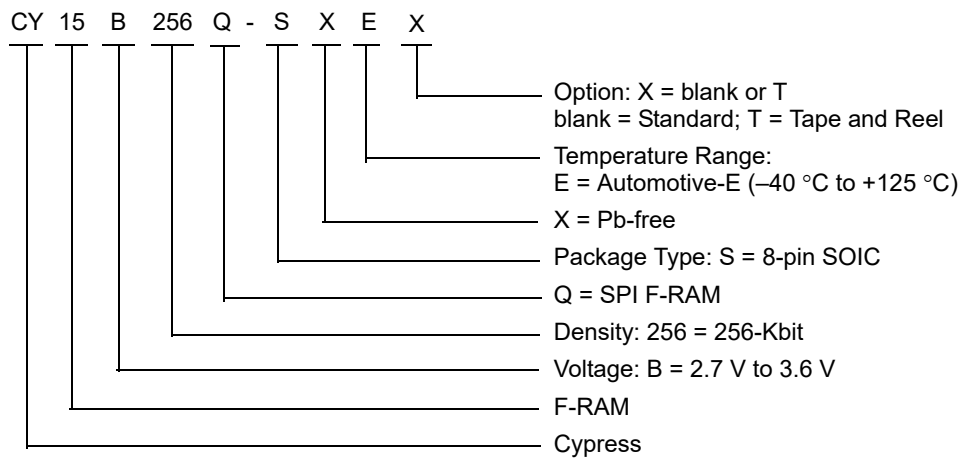 CY 15 B 256 Q - S X E X
Option: X = blank or T
blank = Standard; T = Tape and Reel
Temperature Range:
E = Automotive-E (–40 °C to +125 °C)
X = Pb-free
Package Type: S = 8-pin SOIC
Q = SPI F-RAM
Density: 256 = 256-Kbit
Voltage: B = 2.7 V to 3.6 V
F-RAM
Cypress